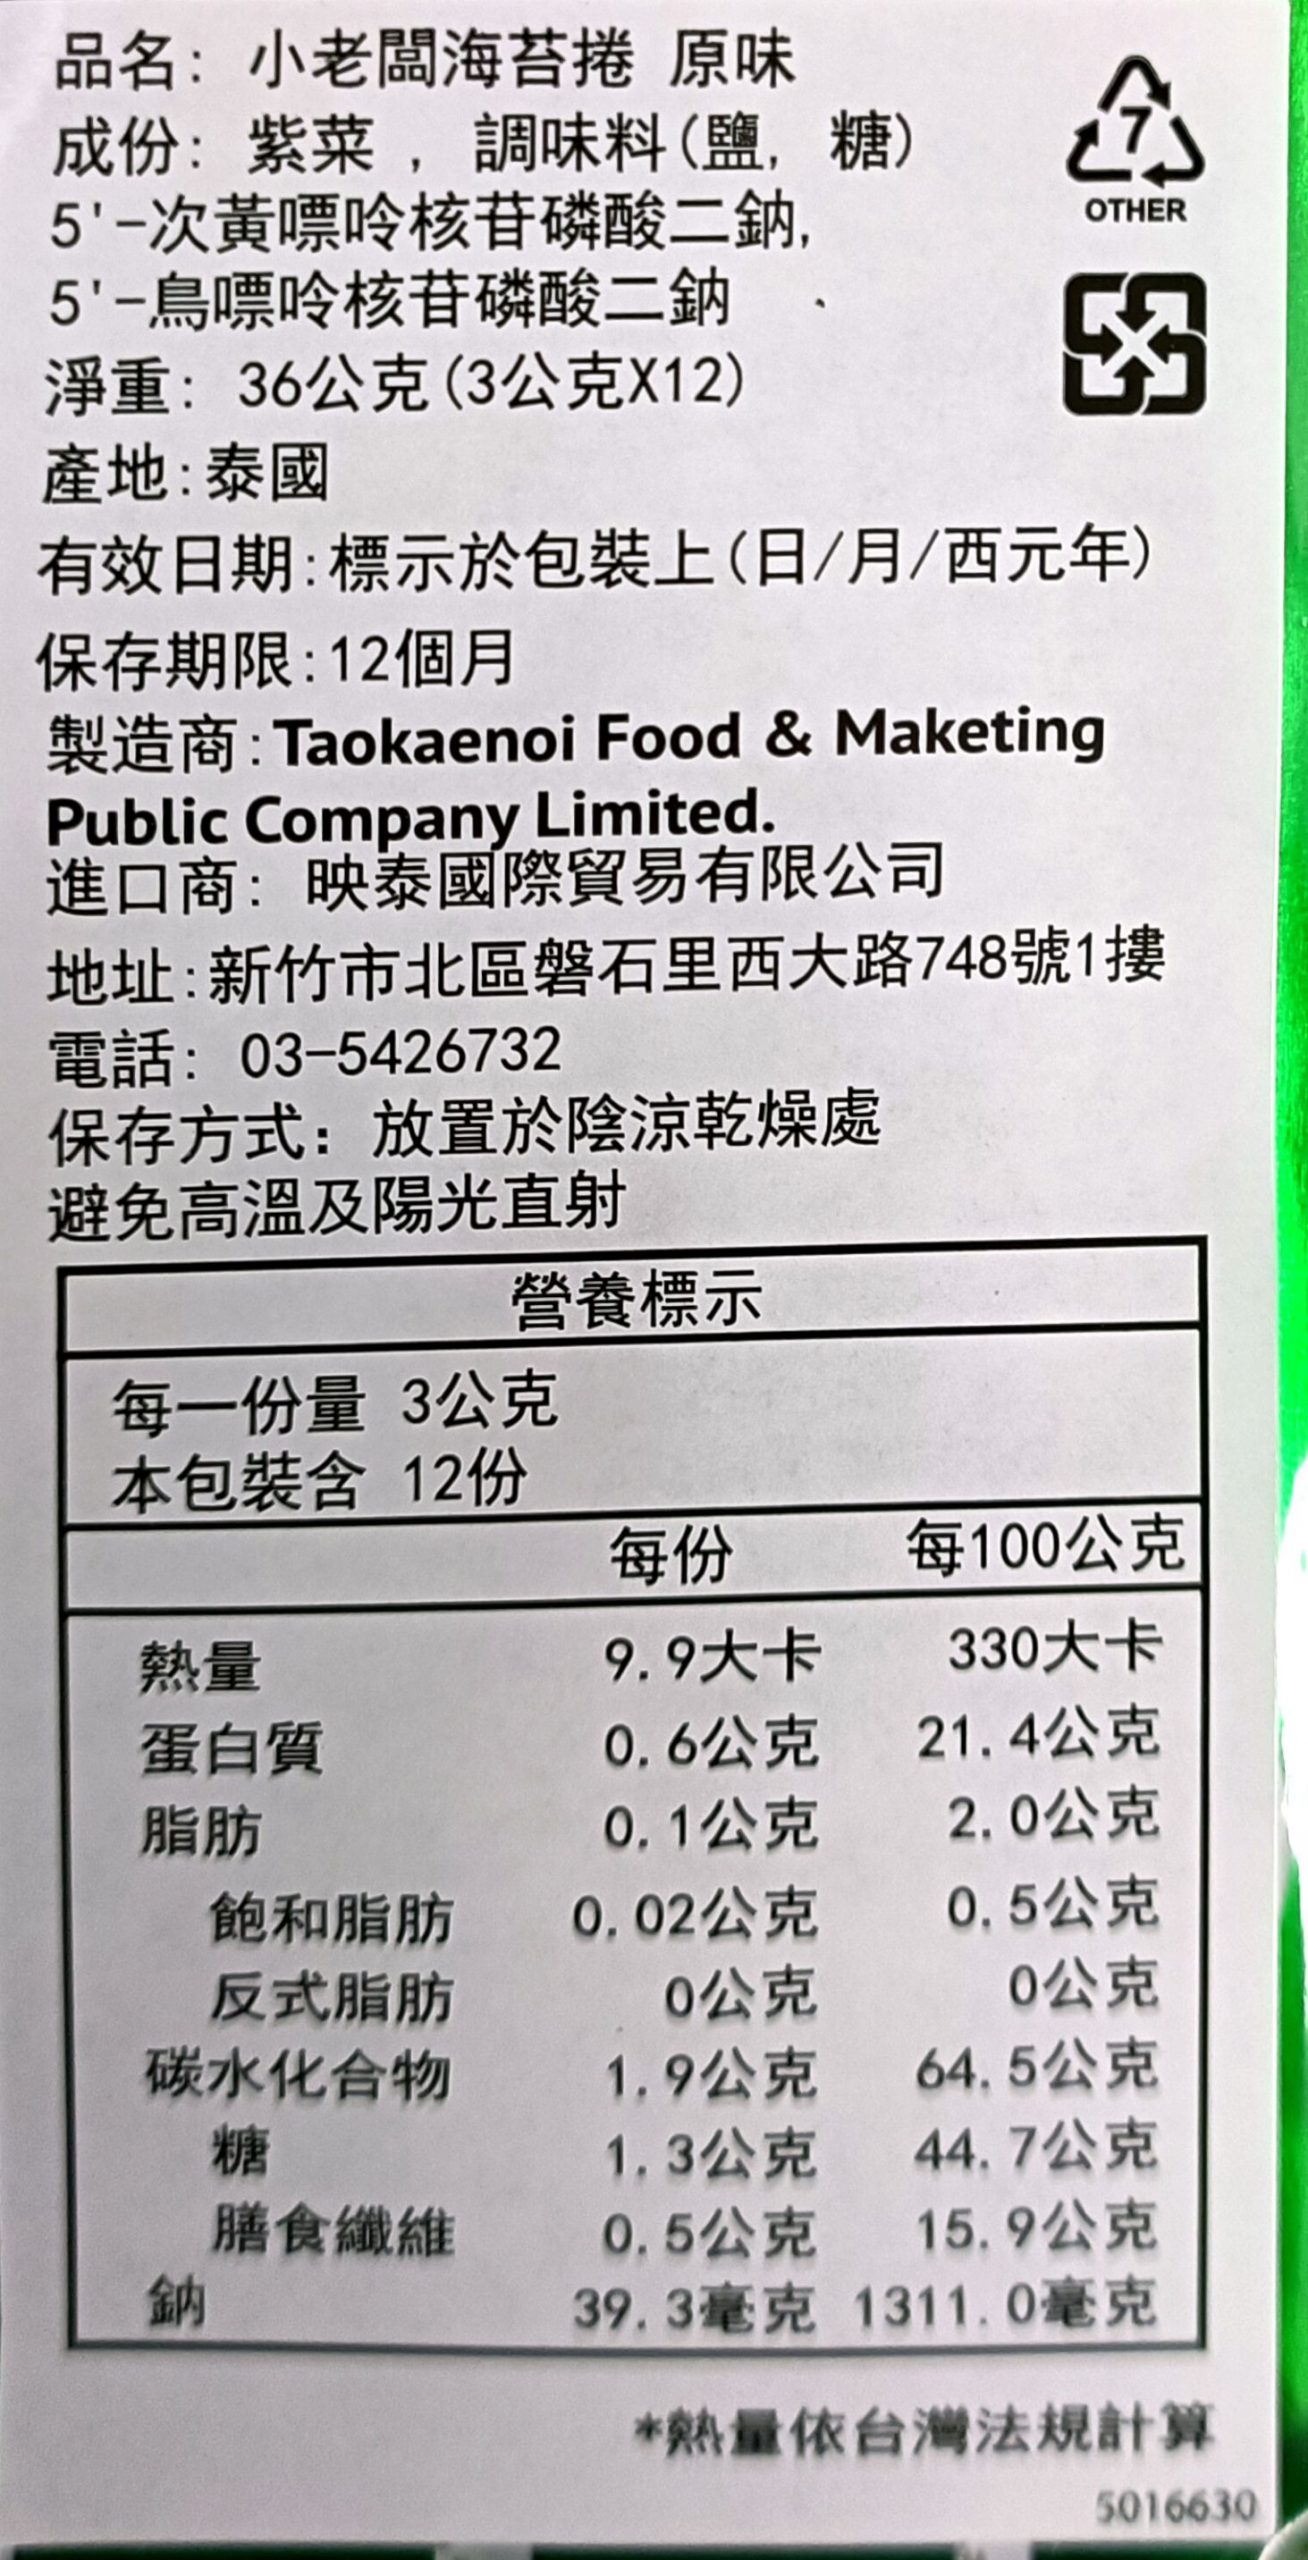 品名: 小老闆海苔捲 原味
成份: 紫菜 , 調味料(鹽, 糖)
5'-次黃嘌呤核苷磷酸二鈉,
5'-鳥嘌呤核苷磷酸二鈉
淨重: 36公克(3公克X12)
產地:泰國
有效日期:標示於包裝上(日/月/西元年)
保存期限:12個月
製造商:Taokaenoi Food & Maketing
Public Company Limited.
進口商: 映泰國際貿易有限公司
地址:新竹市北區磐石里西大路748號1摟
電話: 03-5426732
保存方式: 放置於陰涼乾燥處
避免高溫及陽光直射
7
OTHER
營養標示
每一份量 3公克
本包裝含 12份
每份 每100公克
熱量 9.9大卡 330大卡
蛋白質 0.6公克 21.4公克
脂肪 0.1公克 2.0公克
飽和脂肪 0.02公克 0.5公克
反式脂肪 0公克 0公克
碳水化合物 1.9公克 64.5公克
糖 1.3公克 44.7公克
膳食纖維 0.5公克 15.9公克
鈉 39.3毫克 1311.0毫克
*熱量依台灣法規計算
5016630